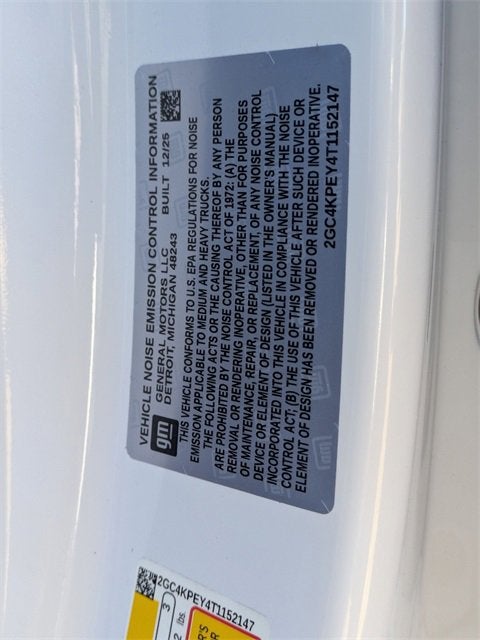 VEHICLE NOISE EMISSION CONTROL INFORMATION
GENERAL MOTORS LLC
DETROIT, MICHIGAN 48243 BUILT 12/25
gm
THIS VEHICLE CONFORMS TO U.S. EPA REGULATIONS FOR NOISE
EMISSION APPLICABLE TO MEDIUM AND HEAVY TRUCKS.
THE FOLLOWING ACTS OR THE CAUSING THEREOF BY ANY PERSON
ARE PROHIBITED BY THE NOISE CONTROL ACT OF 1972: (A) THE
REMOVAL OR RENDERING INOPERATIVE, OTHER THAN FOR PURPOSES
OF MAINTENANCE, REPAIR, OR REPLACEMENT, OF ANY NOISE CONTROL
DEVICE OR ELEMENT OF DESIGN (LISTED IN THE OWNER'S MANUAL)
INCORPORATED INTO THIS VEHICLE IN COMPLIANCE WITH THE NOISE
CONTROL ACT; (B) THE USE OF THIS VEHICLE AFTER SUCH DEVICE OR
ELEMENT OF DESIGN HAS BEEN REMOVED OR RENDERED INOPERATIVE.
2GC4KPEY4T1152147
2GC4KPEY4T1152147
3
2 lbs.